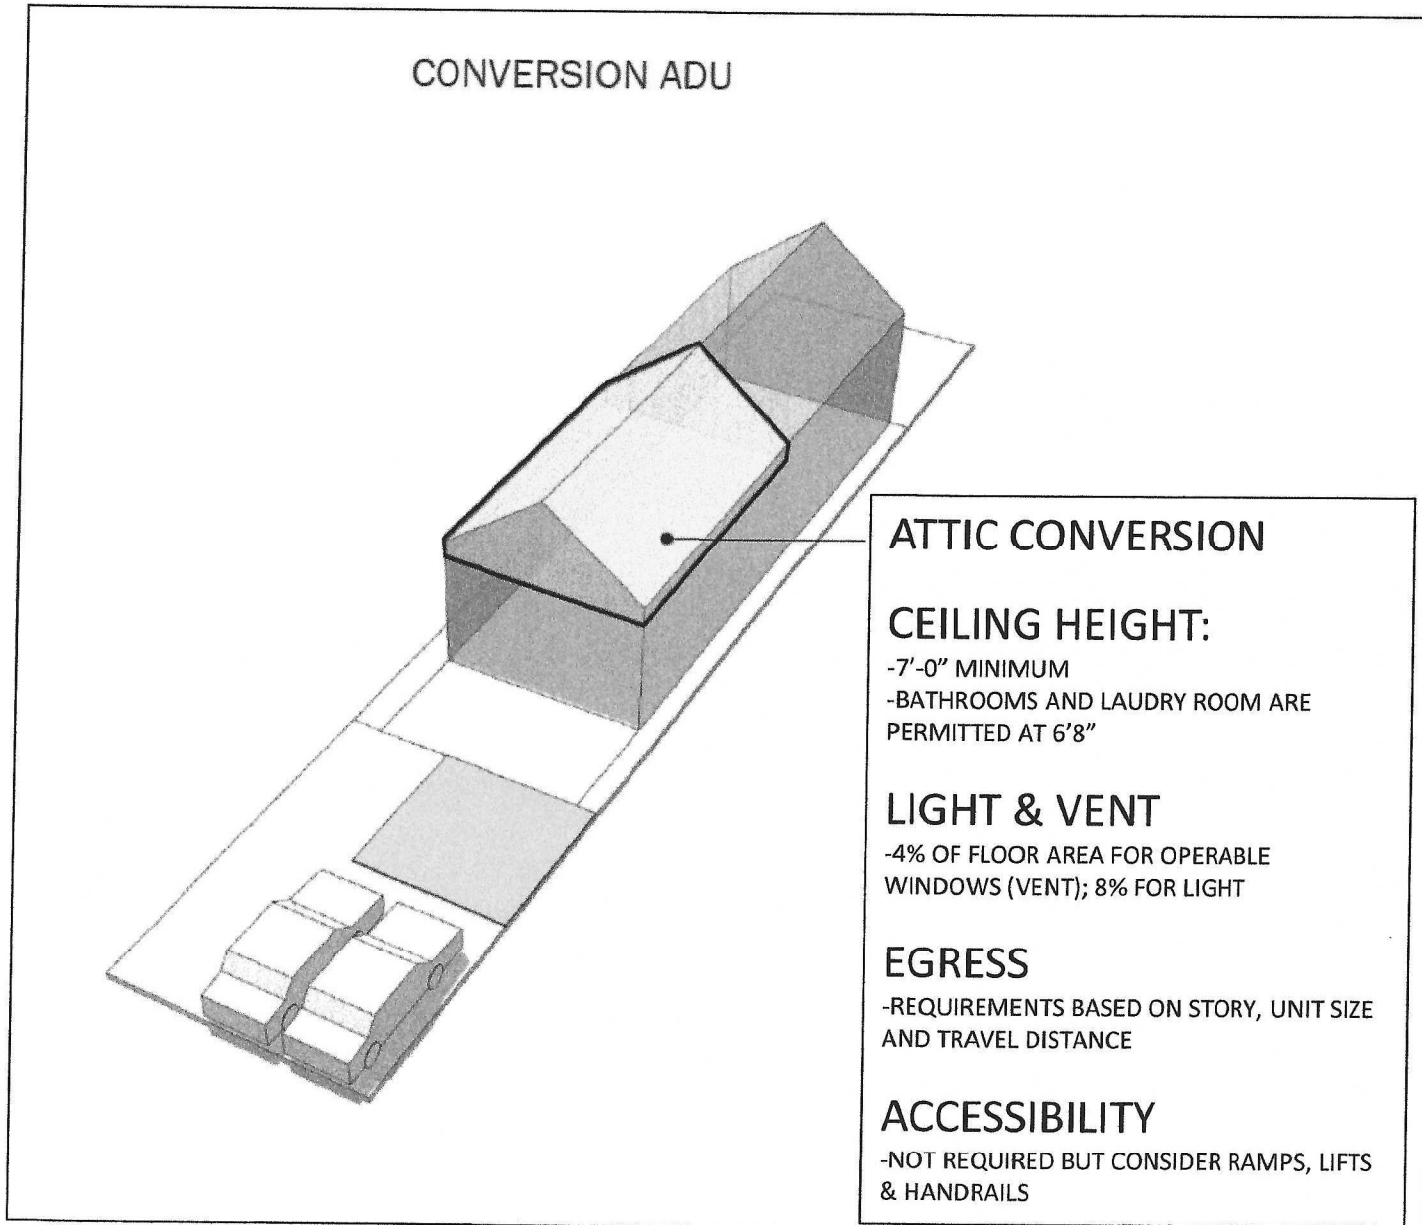 CONVERSION ADU
ATTIC CONVERSION
CEILING HEIGHT:
-7'-0" MINIMUM
-BATHROOMS AND LAUDRY ROOM ARE
PERMITTED AT 6'8"
LIGHT & VENT
-4% OF FLOOR AREA FOR OPERABLE
WINDOWS (VENT); 8% FOR LIGHT
EGRESS
-REQUIREMENTS BASED ON STORY, UNIT SIZE
AND TRAVEL DISTANCE
ACCESSIBILITY
-NOT REQUIRED BUT CONSIDER RAMPS, LIFTS
& HANDRAILS